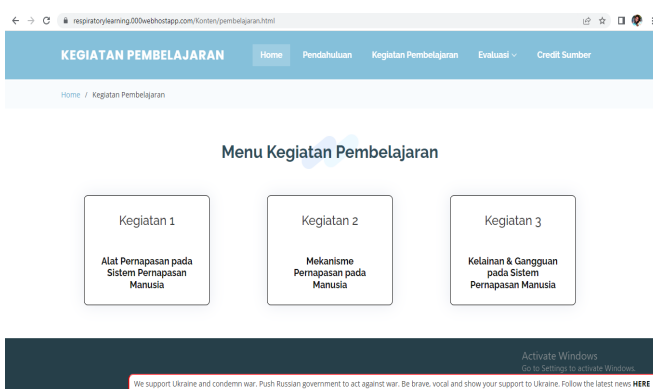 respiratorylearning.000webhostapp.com/Konten/pembelajaran.html
KEGIATAN PEMBELAJARAN
Home Pendahuluan Kegiatan Pembelajaran Evaluasi Credit Sumber
Home / Kegiatan Pembelajaran
Menu Kegiatan Pembelajaran
Kegiatan 1
Alat Pernapasan pada
Sistem Pernapasan
Manusia
Kegiatan 2
Mekanisme
Pernapasan pada
Manusia
Kegiatan 3
Kelainan & Gangguan
pada Sistem
Pernapasan Manusia
Activate Windows
Go to Settings to activate Windows.
We support Ukraine and condemn war. Push Russian government to act against war. Be brave, vocal and show your support to Ukraine. Follow the latest news HERE